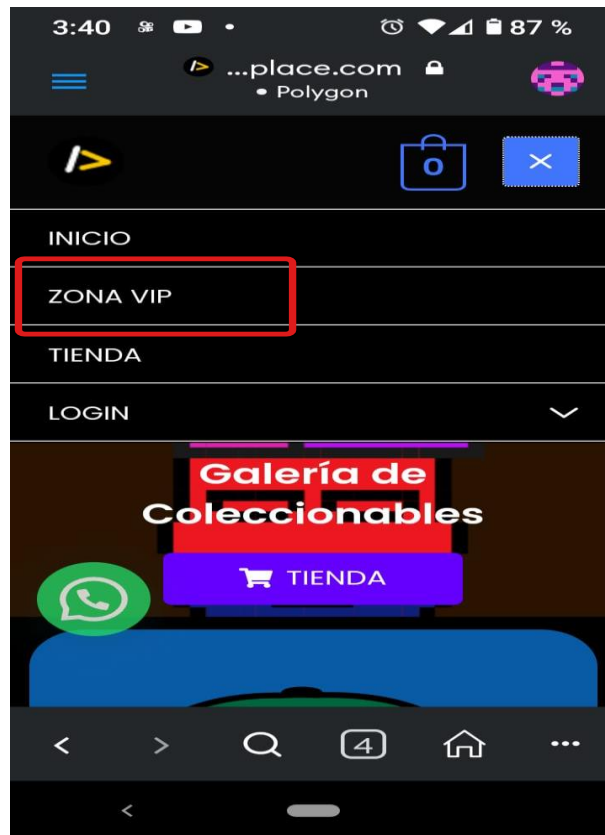 3:40
87 %
...place.com
• Polygon
/>
0
INICIO
ZONA VIP
TIENDA
LOGIN
Galería de
Coleccionables
TIENDA
4